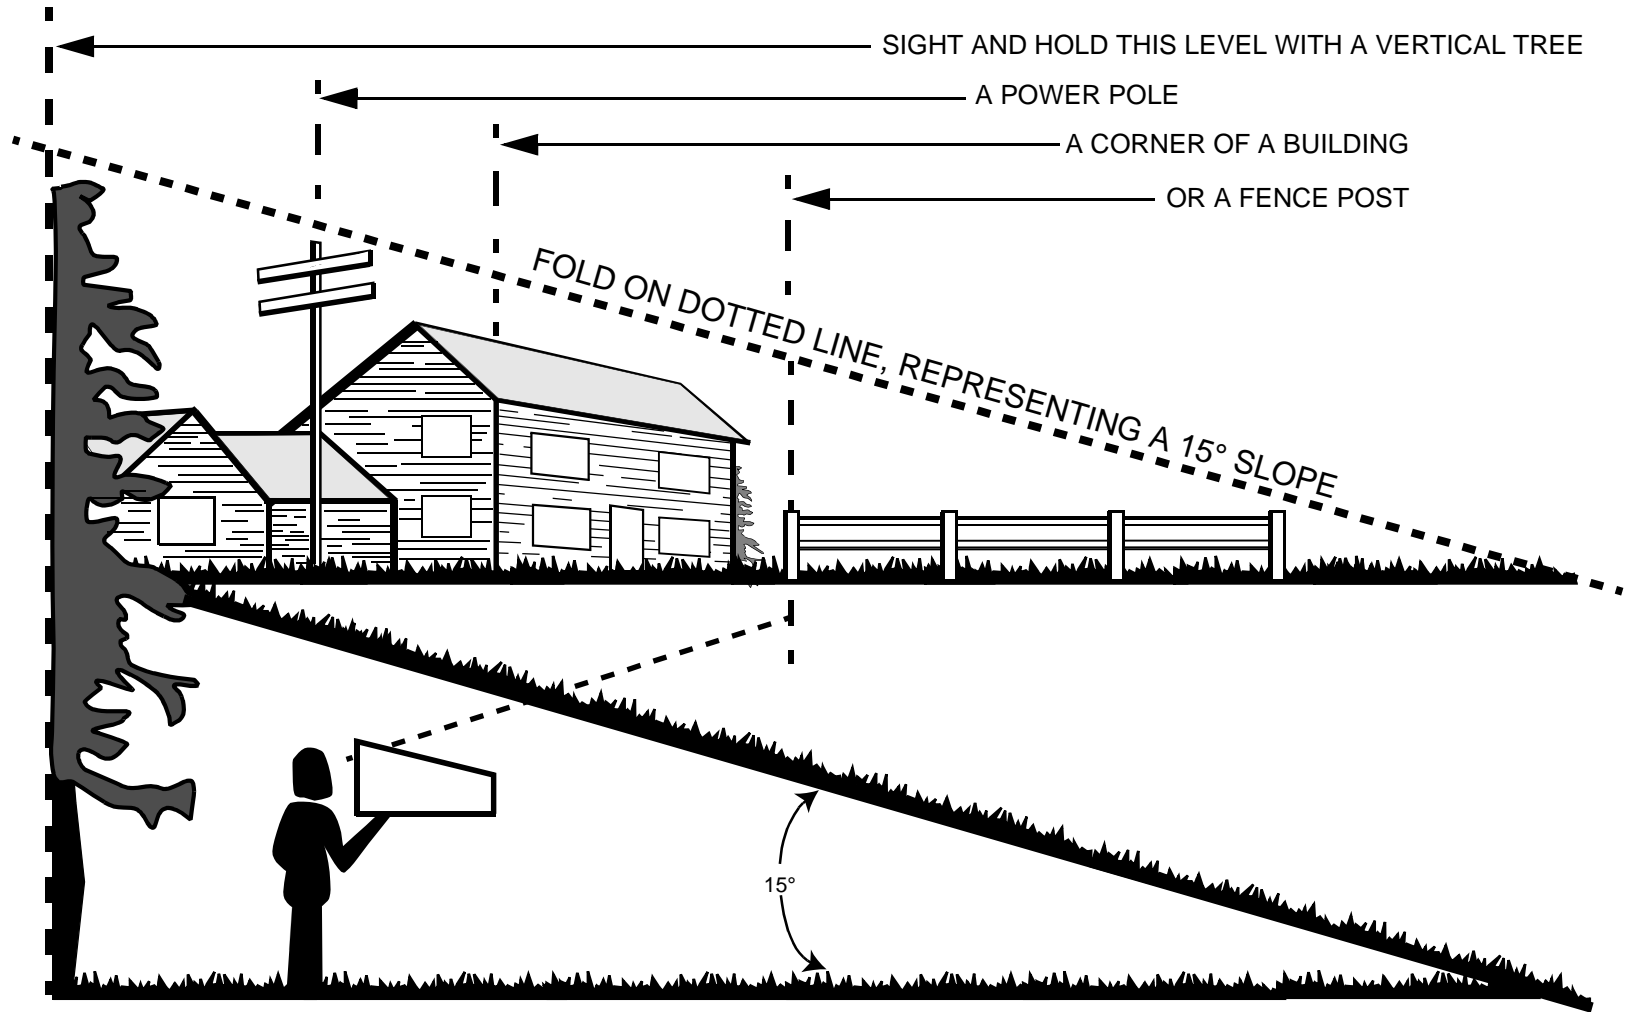 SIGHT AND HOLD THIS LEVEL WITH A VERTICAL TREE
A POWER POLE
A CORNER OF A BUILDING
OR A FENCE POST
FOLD ON DOTTED LINE, REPRESENTING A 15° SLOPE
15°